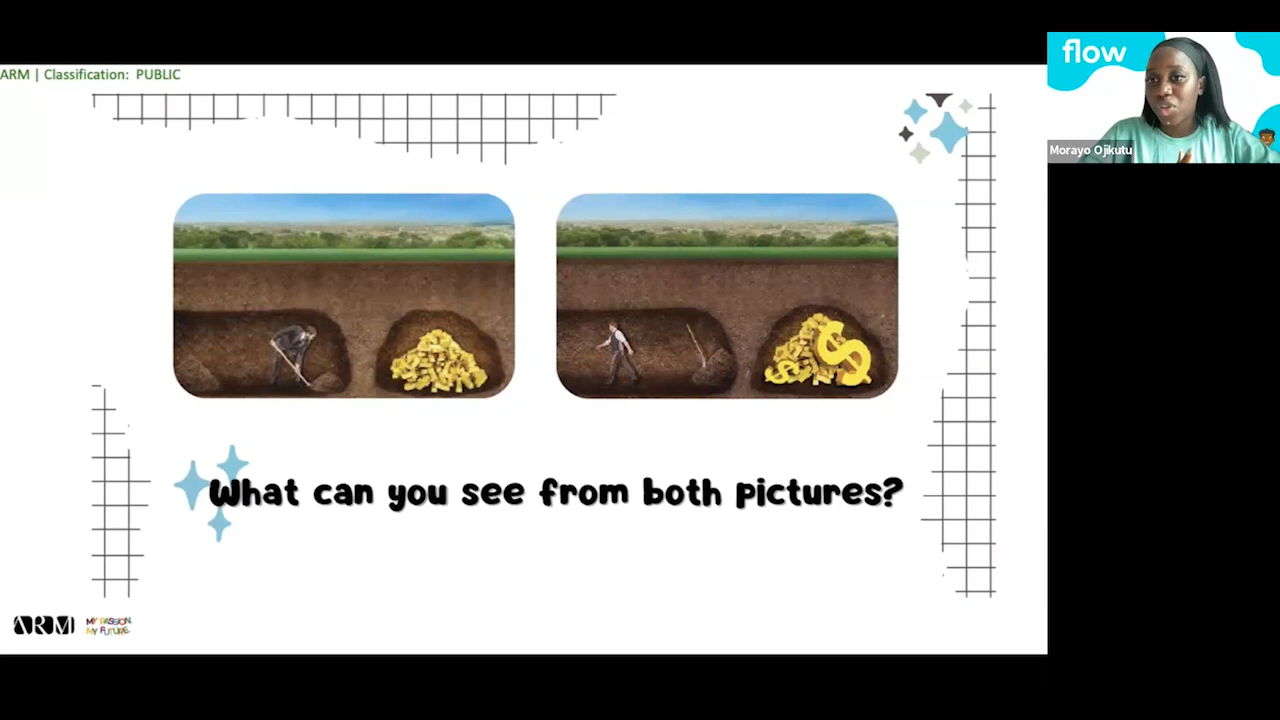 flow
ARM | Classification: PUBLIC
Morayo Ojikutu
What can you see from both pictures?
ARM
MY PASSION.
MY FUTURE.